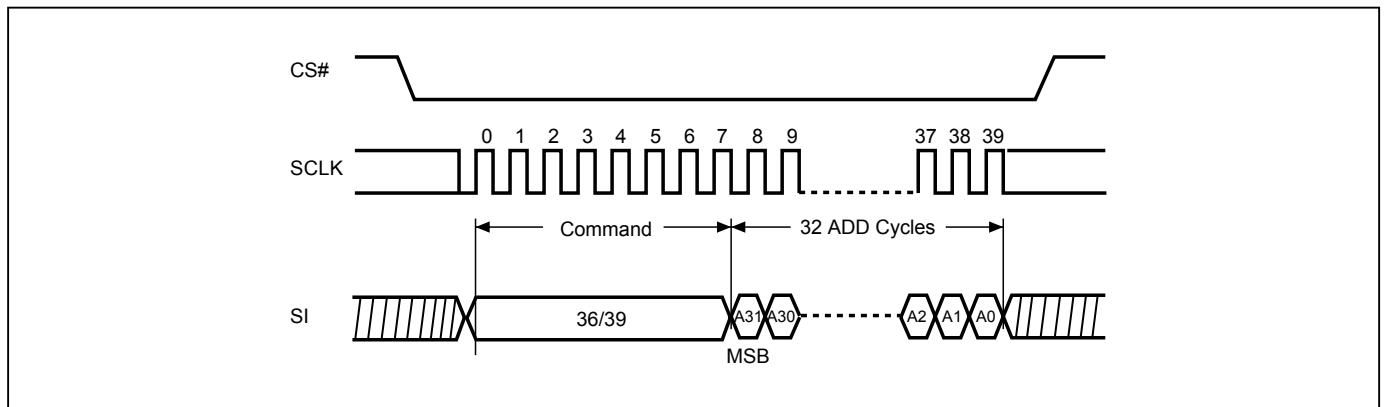 CS#
0 1 2 3 4 5 6 7 8 9 37 38 39
SCLK
Command 32 ADD Cycles
SI 36/39 A31 A30 A2 A1 A0
MSB